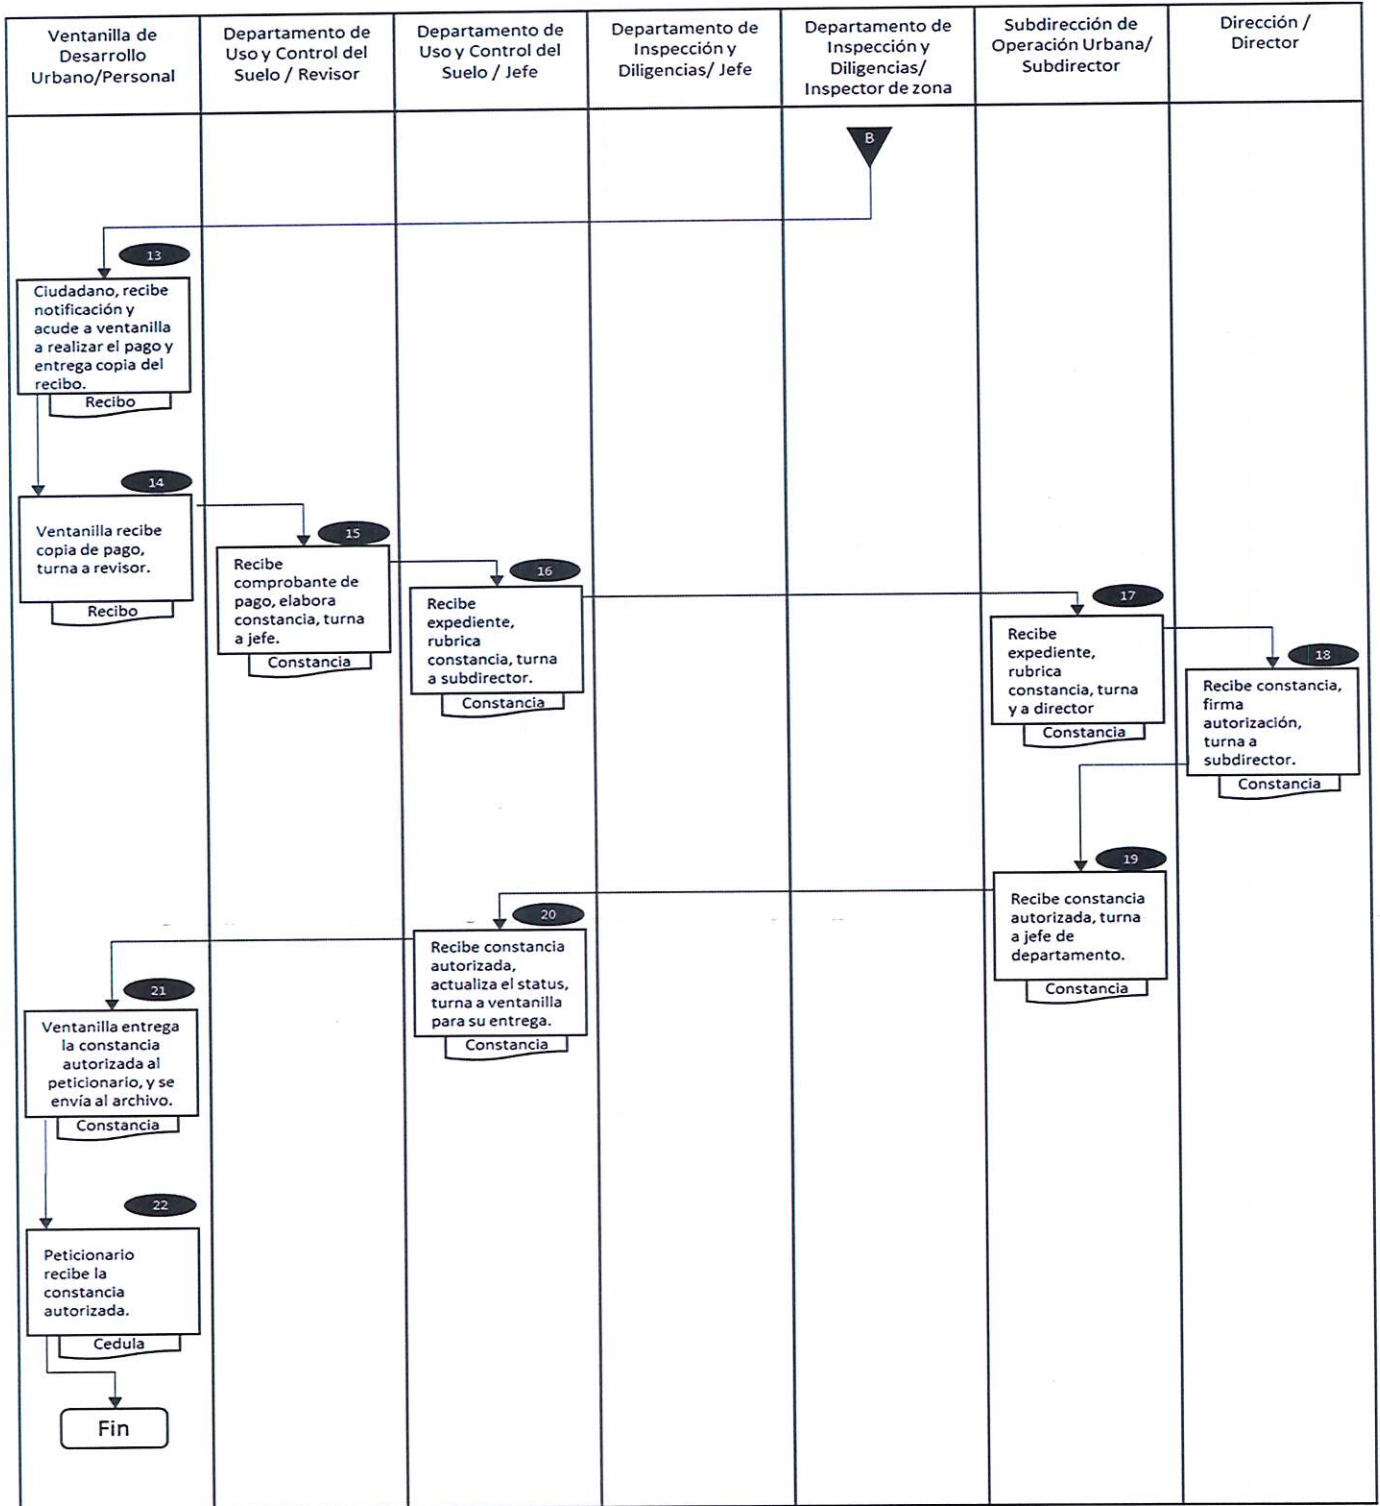 Ventanilla de
Desarrollo
Urbano/Personal
Departamento de
Uso y Control del
Suelo / Revisor
Departamento de
Uso y Control del
Suelo / Jefe
Departamento de
Inspección y
Diligencias/ Jefe
Departamento de
Inspección y
Diligencias/
Inspector de zona
Subdirección de
Operación Urbana/
Subdirector
Dirección /
Director
B
13
Ciudadano, recibe
notificación y
acude a ventanilla
a realizar el pago y
entrega copia del
recibo.
Recibo
14
Ventanilla recibe
copia de pago,
turna a revisor.
Recibo
15
Recibe
comprobante de
pago, elabora
constancia, turna
a jefe.
Constancia
16
Recibe
expediente,
rubrica
constancia, turna
a subdirector.
Constancia
17
Recibe
expediente,
rubrica
constancia, turna
y a director
Constancia
18
Recibe constancia,
firma
autorización,
turna a
subdirector.
Constancia
19
Recibe constancia
autorizada, turna
a jefe de
departamento.
Constancia
20
Recibe constancia
autorizada,
actualiza el status,
turna a ventanilla
para su entrega.
Constancia
21
Ventanilla entrega
la constancia
autorizada al
peticionario, y se
envía al archivo.
Constancia
22
Peticionario
recibe la
constancia
autorizada.
Cedula
Fin